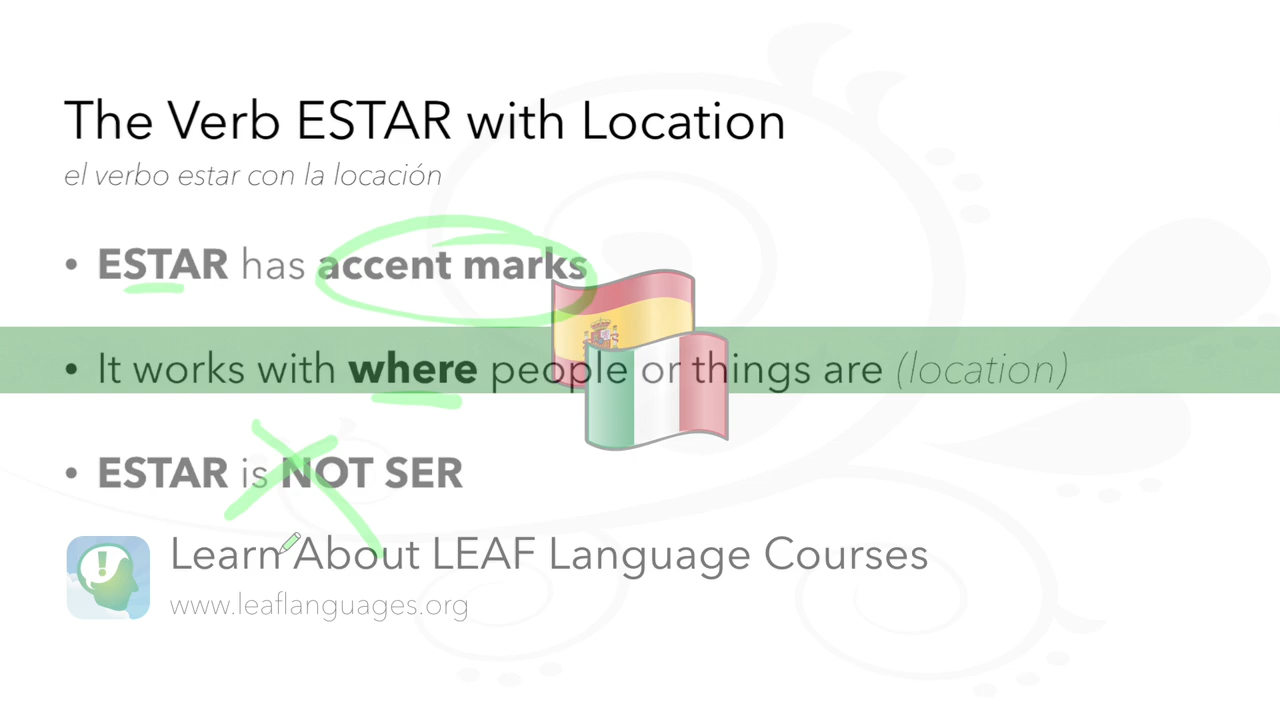 The Verb ESTAR with Location
el verbo estar con la locación
• ESTAR has accent marks
• It works with where people or things are (location)
• ESTAR is NOT SER
Learn About LEAF Language Courses
www.leaflanguages.org